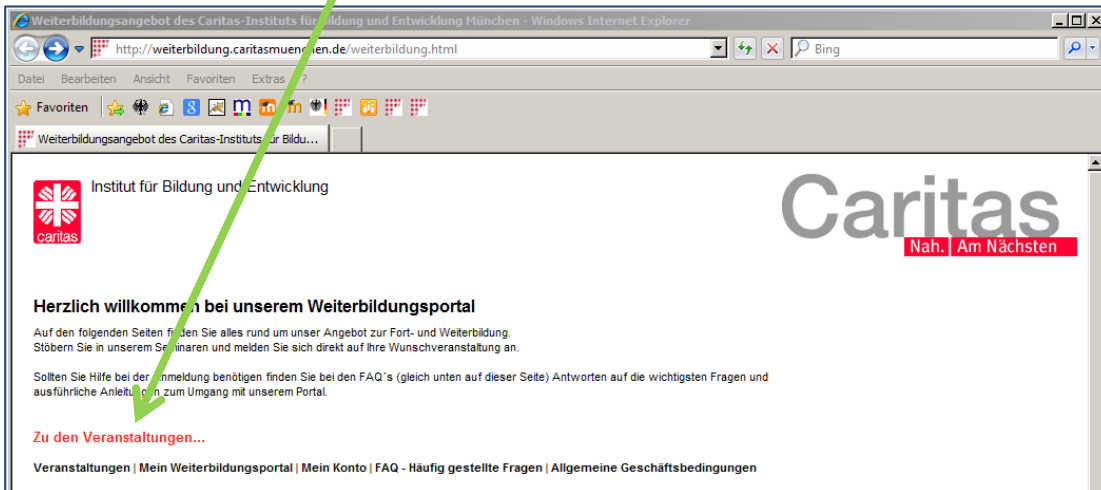 Weiterbildungsangebot des Caritas-Instituts für Bildung und Entwicklung München - Windows Internet Explorer
http://weiterbildung.caritasmuenchen.de/weiterbildung.html
Bing
Datei Bearbeiten Ansicht Favoriten Extras ?
Favoriten
Weiterbildungsangebot des Caritas-Instituts für Bildu...
Institut für Bildung und Entwicklung
caritas
Caritas
Nah. Am Nächsten
Herzlich willkommen bei unserem Weiterbildungsportal
Auf den folgenden Seiten finden Sie alles rund um unser Angebot zur Fort- und Weiterbildung.
Stöbern Sie in unserem Seminaren und melden Sie sich direkt auf Ihre Wunschveranstaltung an.
Sollten Sie Hilfe bei der Anmeldung benötigen finden Sie bei den FAQ´s (gleich unten auf dieser Seite) Antworten auf die wichtigsten Fragen und
ausführliche Anleitungen zum Umgang mit unserem Portal.
Zu den Veranstaltungen...
Veranstaltungen | Mein Weiterbildungsportal | Mein Konto | FAQ - Häufig gestellte Fragen | Allgemeine Geschäftsbedingungen